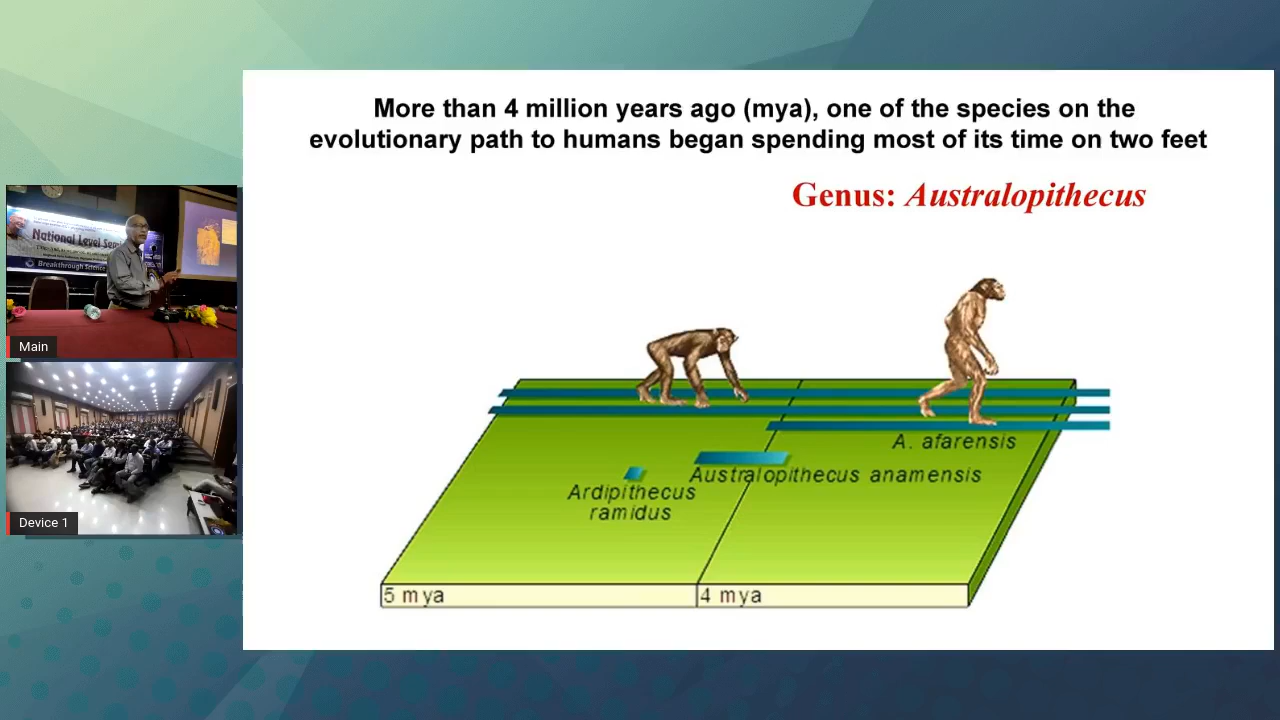 More than 4 million years ago (mya), one of the species on the
evolutionary path to humans began spending most of its time on two feet
Genus: Australopithecus
A. afarensis
Australopithecus anamensis
Ardipithecus
ramidus
5 mya
4 mya
National Level
Breakthrough Science
Main
Device 1